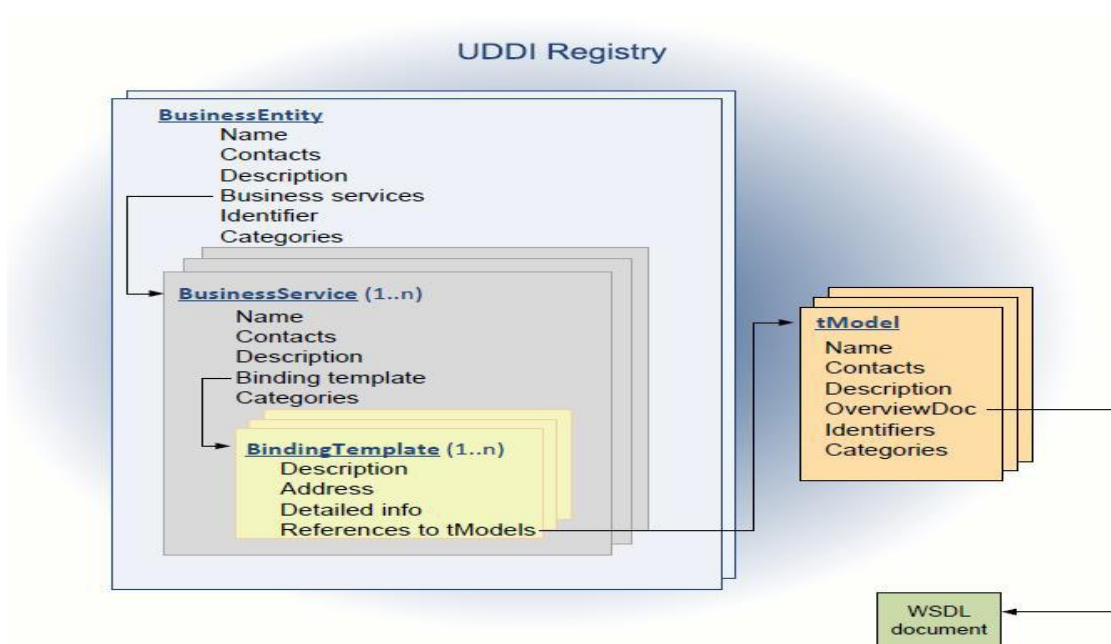 UDDI Registry
BusinessEntity
Name
Contacts
Description
Business services
Identifier
Categories
BusinessService (1..n)
Name
Contacts
Description
Binding template
Categories
BindingTemplate (1..n)
Description
Address
Detailed info
References to tModels
tModel
Name
Contacts
Description
OverviewDoc
Identifiers
Categories
WSDL
document